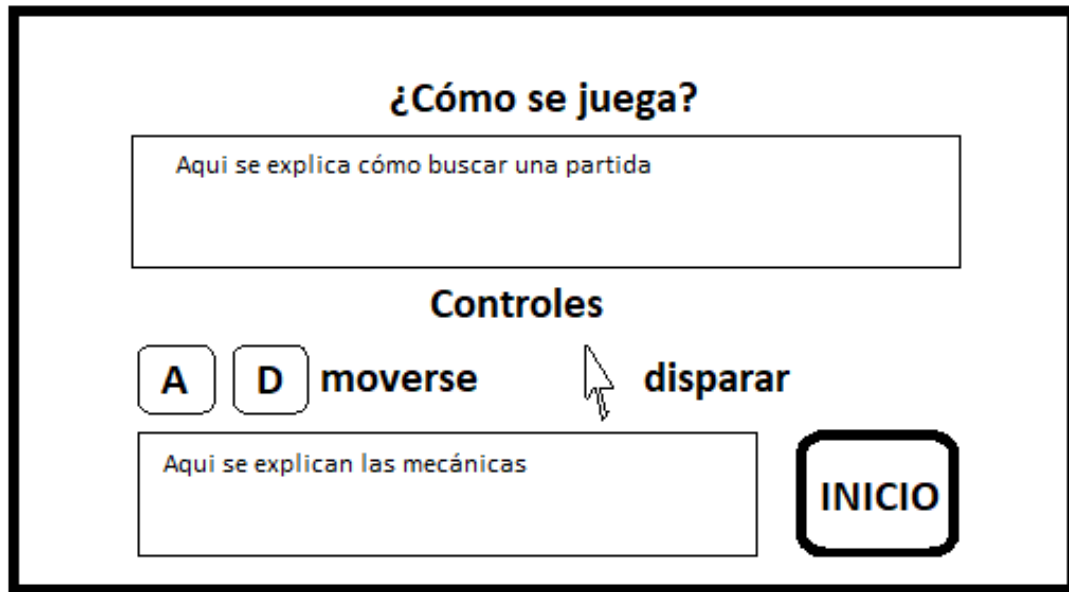 ¿Cómo se juega?
Aqui se explica cómo buscar una partida
Controles
A D moverse disparar
Aqui se explican las mecánicas
INICIO